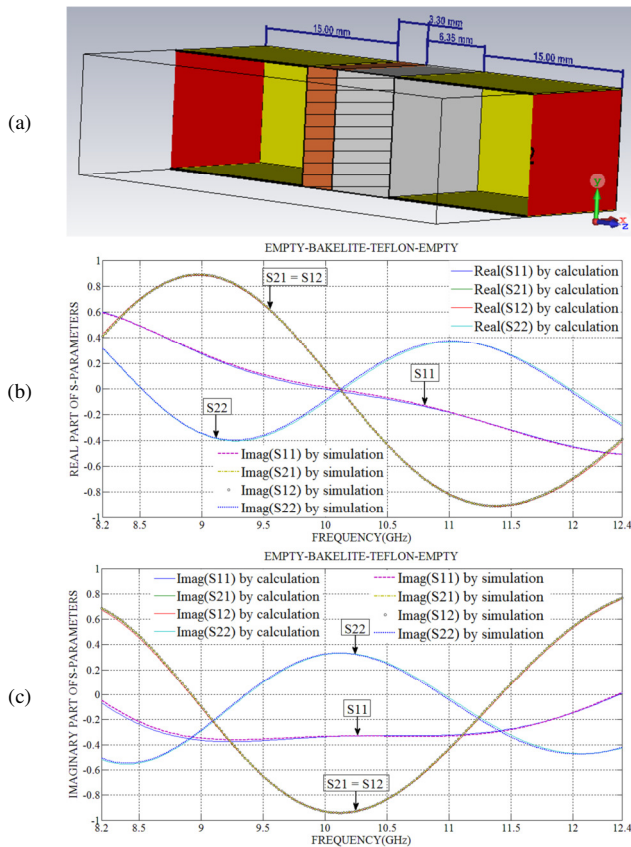 (a)
15.00 mm
3.30 mm
6.35 mm
15.00 mm
y
x
z
EMPTY-BAKELITE-TEFLON-EMPTY
(b)
REAL PART OF S-PARAMETERS
1
0.8
0.6
0.4
0.2
0
-0.2
-0.4
-0.6
-0.8
-1
S21 = S12
Real(S11) by calculation
Real(S21) by calculation
Real(S12) by calculation
Real(S22) by calculation
S11
S22
Imag(S11) by simulation
Imag(S21) by simulation
Imag(S12) by simulation
Imag(S22) by simulation
8.2 8.5 9 9.5 10 10.5 11 11.5 12 12.4
FREQUENCY(GHz)
EMPTY-BAKELITE-TEFLON-EMPTY
(c)
IMAGINARY PART OF S-PARAMETERS
1
0.8
0.6
0.4
0.2
0
-0.2
-0.4
-0.6
-0.8
-1
Imag(S11) by calculation
Imag(S21) by calculation
Imag(S12) by calculation
Imag(S22) by calculation
Imag(S11) by simulation
Imag(S21) by simulation
Imag(S12) by simulation
Imag(S22) by simulation
S22
S11
S21 = S12
8.2 8.5 9 9.5 10 10.5 11 11.5 12 12.4
FREQUENCY(GHz)